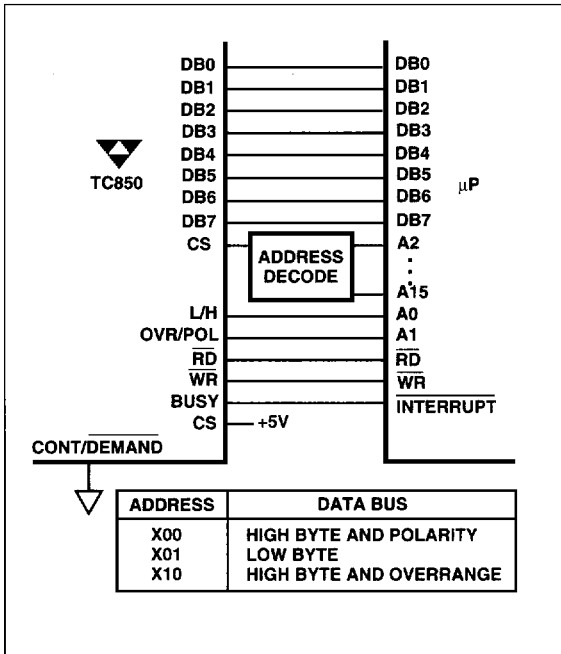 DB0 DB0
DB1 DB1
DB2 DB2
DB3 DB3
DB4 DB4
TC850
DB5 DB5
µP
DB6 DB6
DB7 DB7
CS ADDRESS DECODE A2
A15
L/H A0
OVR/POL A1
RD RD
WR WR
BUSY INTERRUPT
CS +5V
CONT/DEMAND
ADDRESS DATA BUS
X00 HIGH BYTE AND POLARITY
X01 LOW BYTE
X10 HIGH BYTE AND OVERRANGE